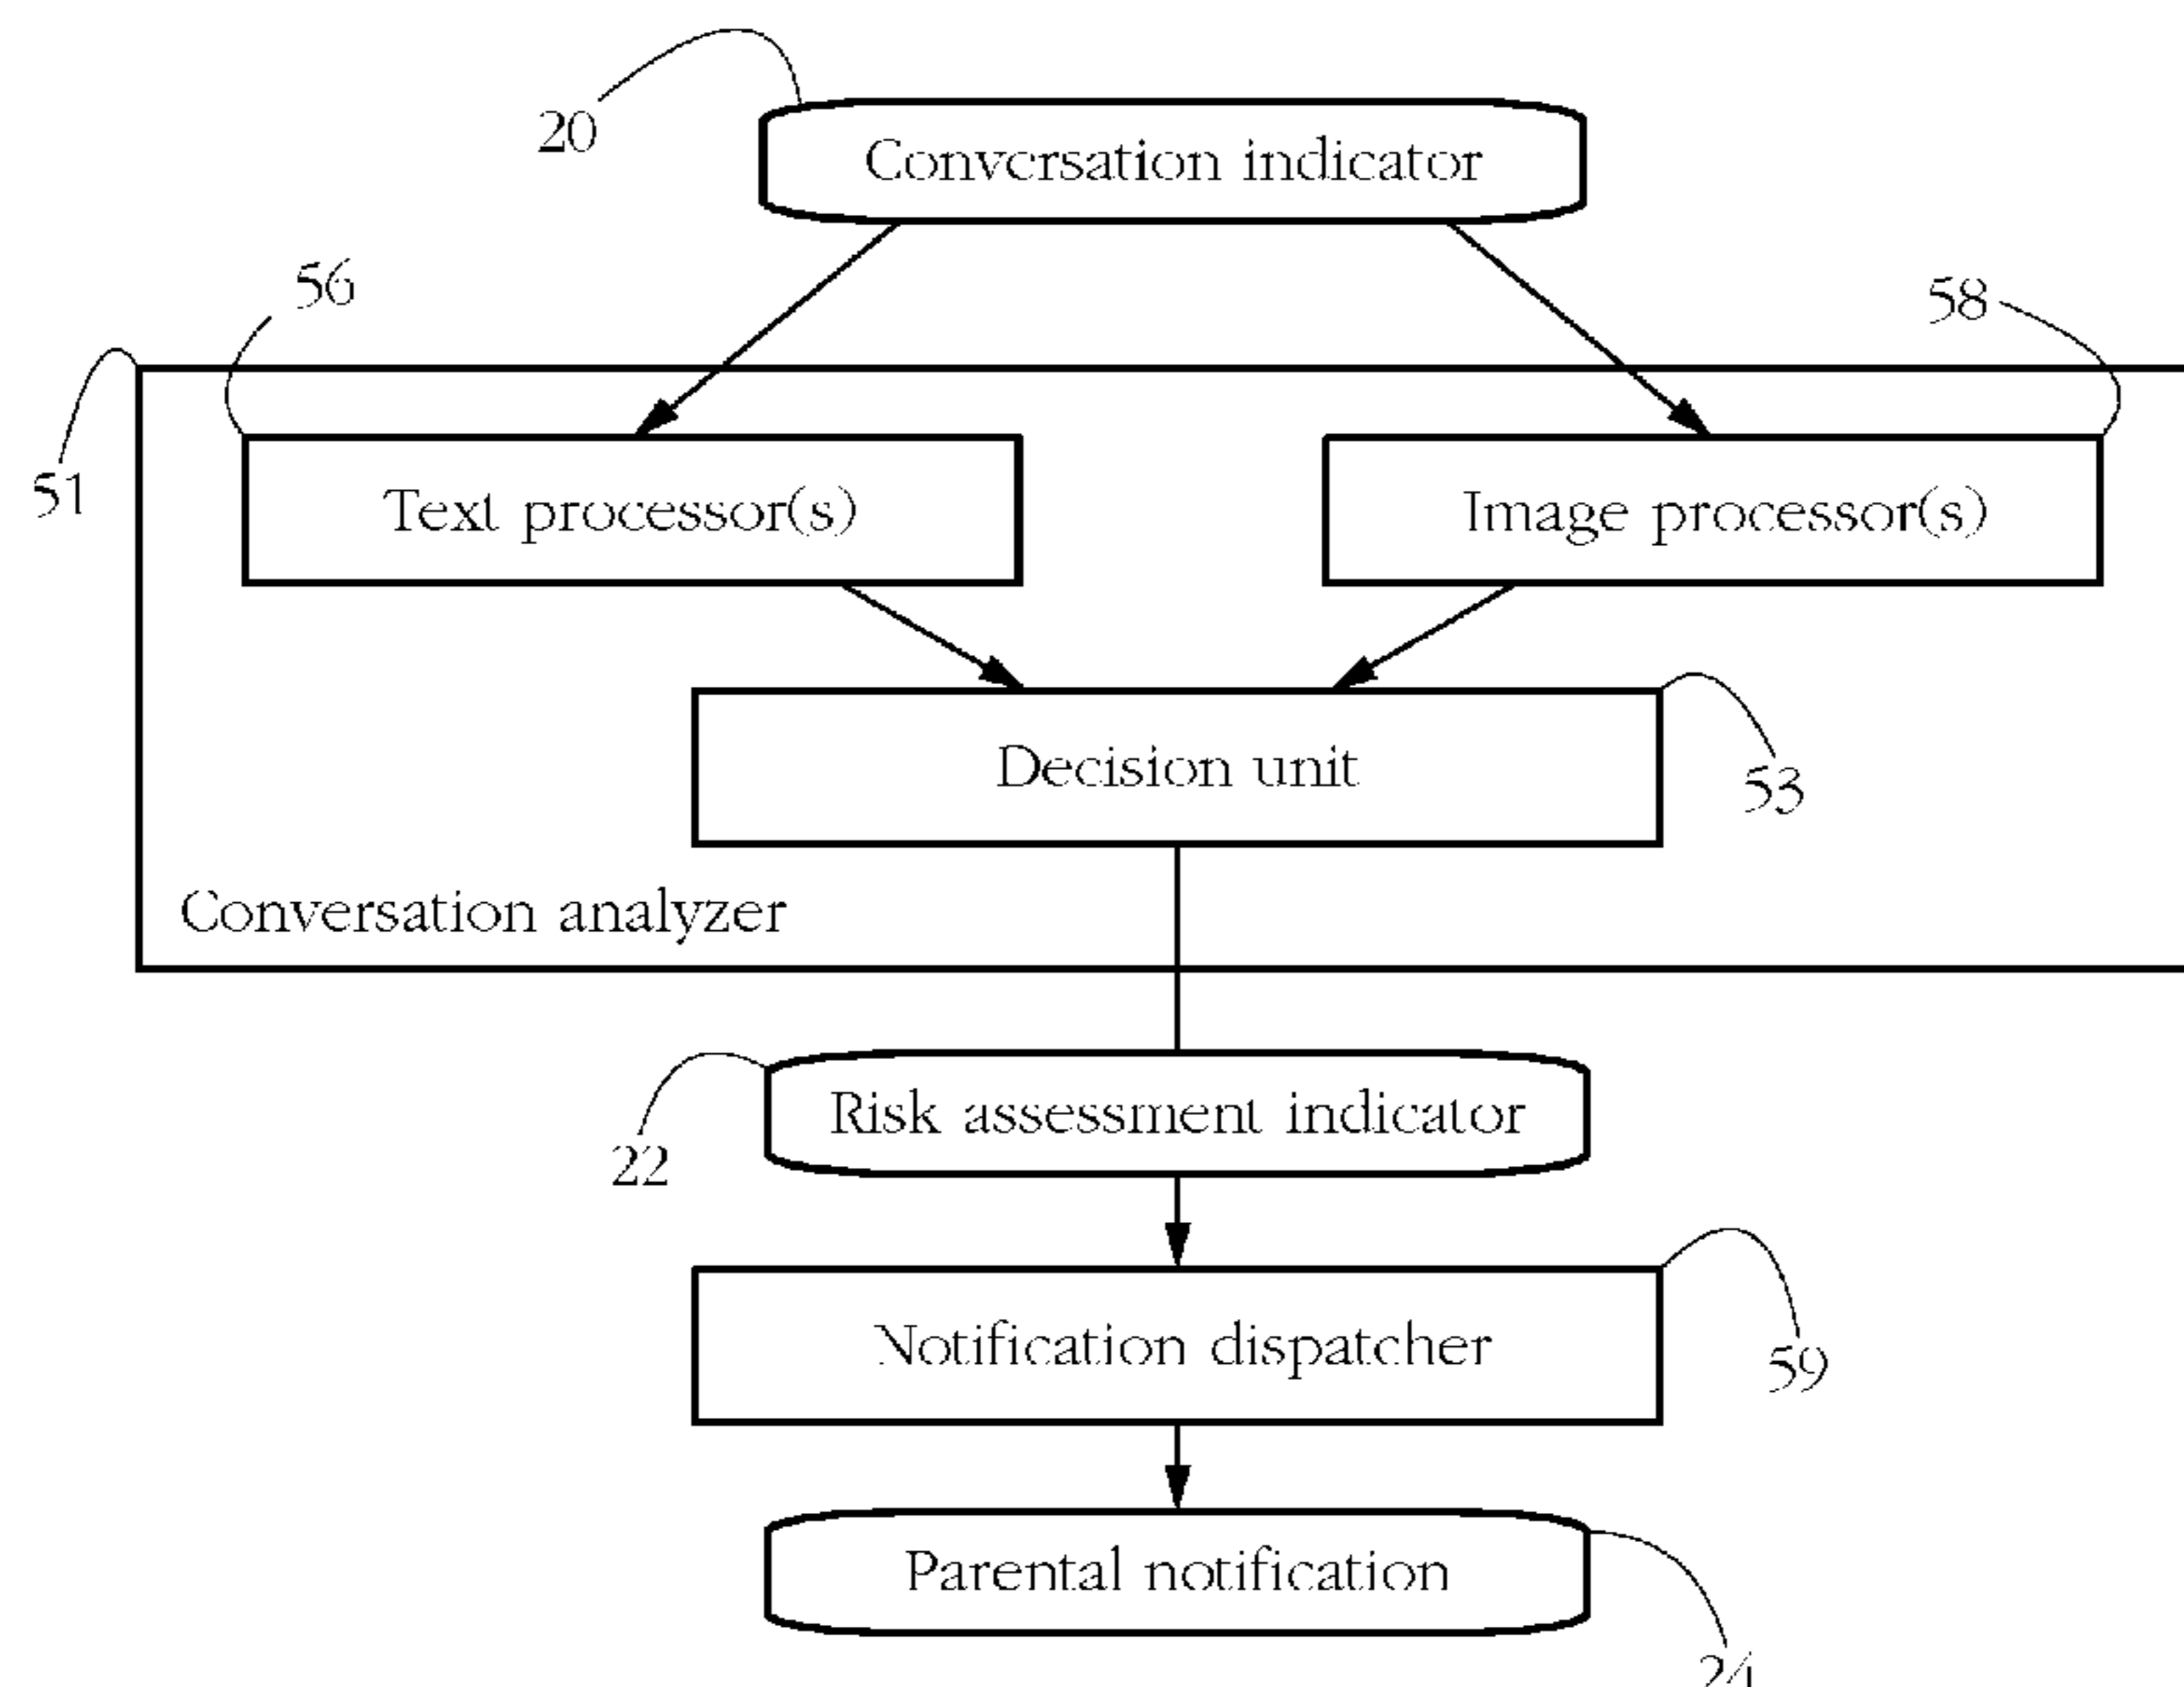 20
Conversation indicator
56
58
51
Text processor(s)
Image processor(s)
Decision unit
53
Conversation analyzer
Risk assessment indicator
22
Notification dispatcher
59
Parental notification
24